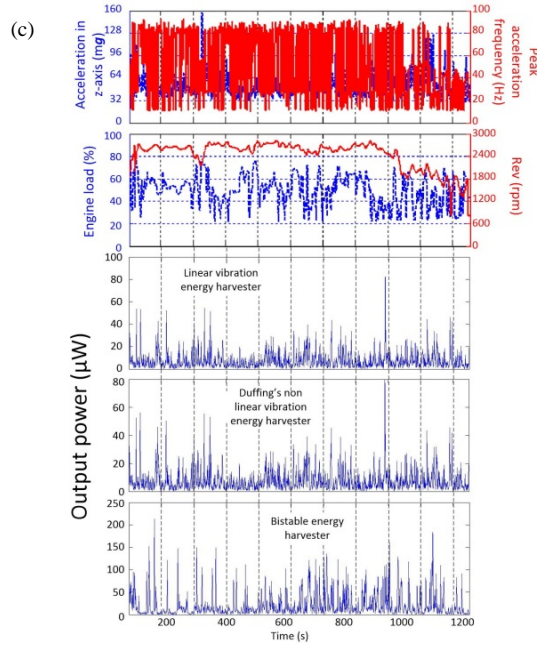 (c)
Acceleration in
z-axis (mg)
160
128
96
64
32
0
100
80
60
40
20
0
Peak
acceleration
frequency (Hz)
Engine load (%)
100
80
60
40
20
0
3000
2400
1800
1200
600
0
Rev (rpm)
Output power (µW)
100
80
60
40
20
0
Linear vibration
energy harvester
80
60
40
20
0
Duffing's non
linear vibration
energy harvester
250
200
150
100
50
0
Bistable energy
harvester
200 400 600 800 1000 1200
Time (s)